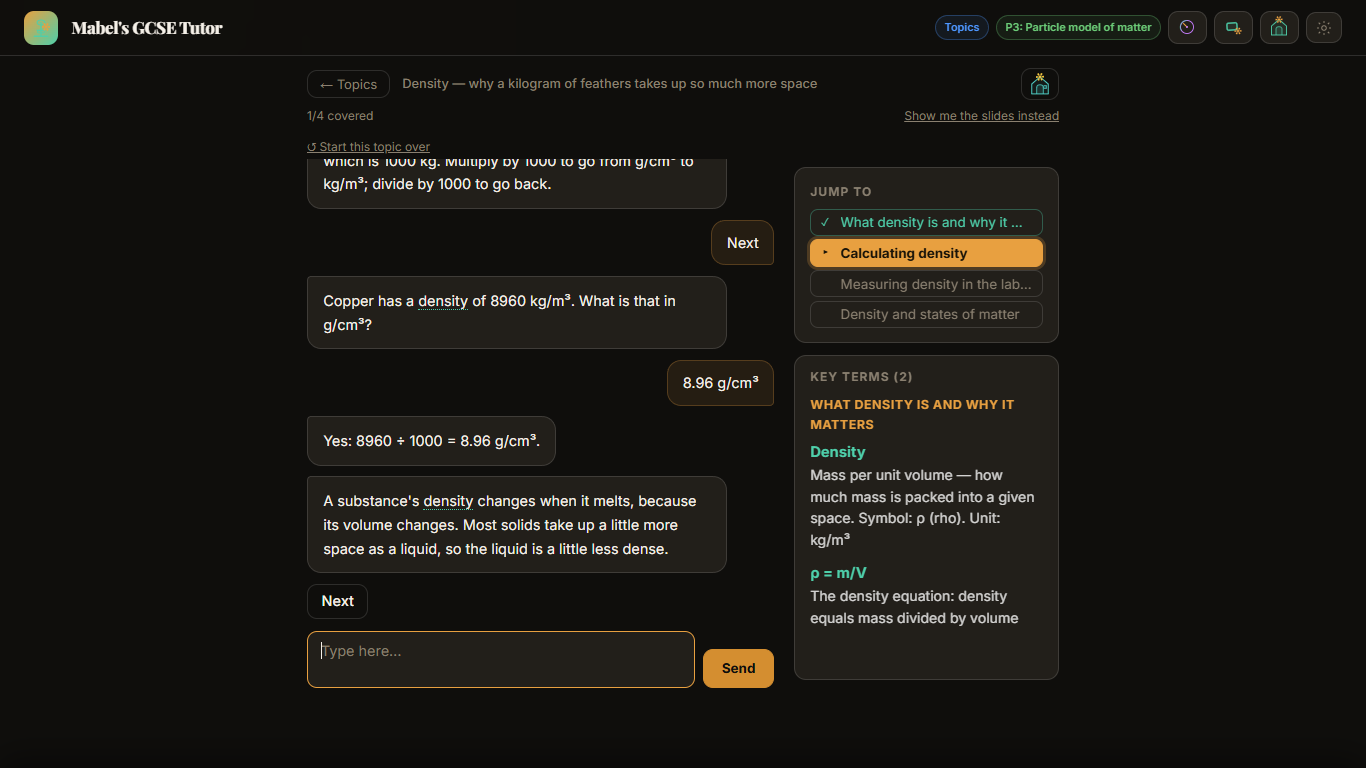 Mabel's GCSE Tutor
Topics
P3: Particle model of matter
← Topics
Density — why a kilogram of feathers takes up so much more space
1/4 covered
Show me the slides instead
↺ Start this topic over
which is 1000 kg. Multiply by 1000 to go from g/cm³ to
kg/m³; divide by 1000 to go back.
Next
Copper has a density of 8960 kg/m³. What is that in
g/cm³?
8.96 g/cm³
Yes: 8960 ÷ 1000 = 8.96 g/cm³.
A substance's density changes when it melts, because
its volume changes. Most solids take up a little more
space as a liquid, so the liquid is a little less dense.
Next
Type here...
Send
JUMP TO
✓ What density is and why it ...
‣ Calculating density
Measuring density in the lab...
Density and states of matter
KEY TERMS (2)
WHAT DENSITY IS AND WHY IT
MATTERS
Density
Mass per unit volume — how
much mass is packed into a given
space. Symbol: ρ (rho). Unit:
kg/m³
ρ = m/V
The density equation: density
equals mass divided by volume